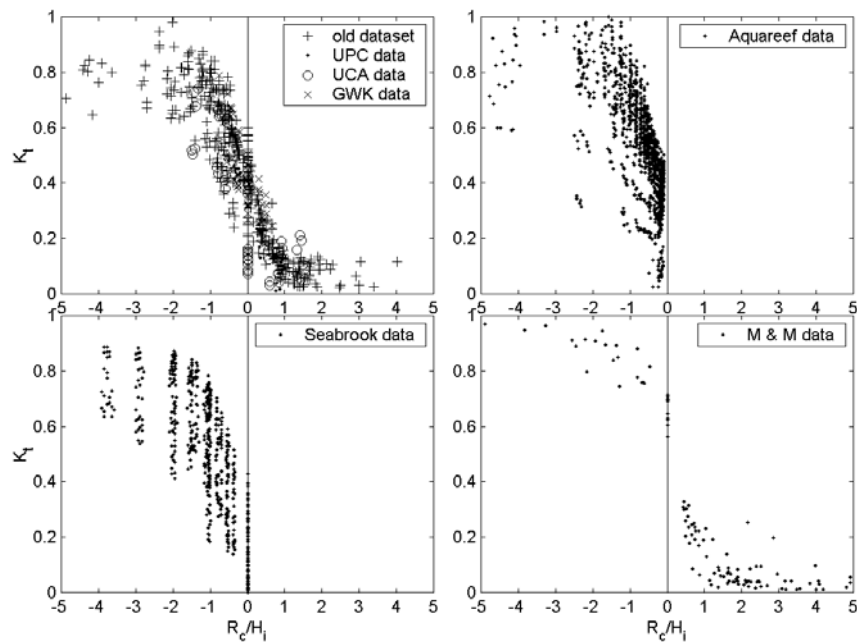 1
0.8
0.6
0.4
0.2
0
K_t
-5 -4 -3 -2 -1 0 1 2 3 4 5
old dataset
UPC data
UCA data
GWK data
1
0.8
0.6
0.4
0.2
0
-5 -4 -3 -2 -1 0 1 2 3 4 5
Aquareef data
1
0.8
0.6
0.4
0.2
0
K_t
-5 -4 -3 -2 -1 0 1 2 3 4 5
R_c/H_i
Seabrook data
1
0.8
0.6
0.4
0.2
0
-5 -4 -3 -2 -1 0 1 2 3 4 5
R_c/H_i
M & M data